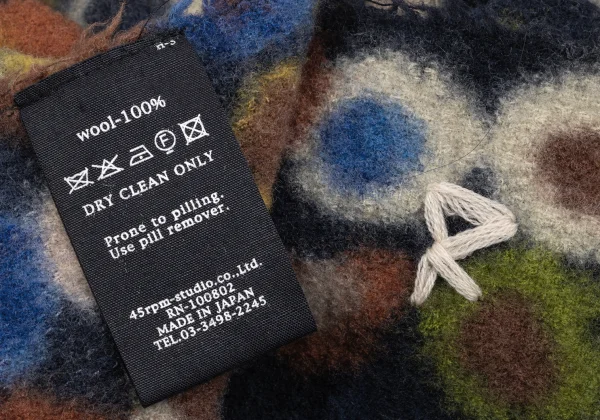 n-5
wool-100%
F
DRY CLEAN ONLY
Prone to pilling.
Use pill remover.
45rpm-studio.co.,Ltd.
RN-100802
MADE IN JAPAN
TEL.03-3498-2245
R